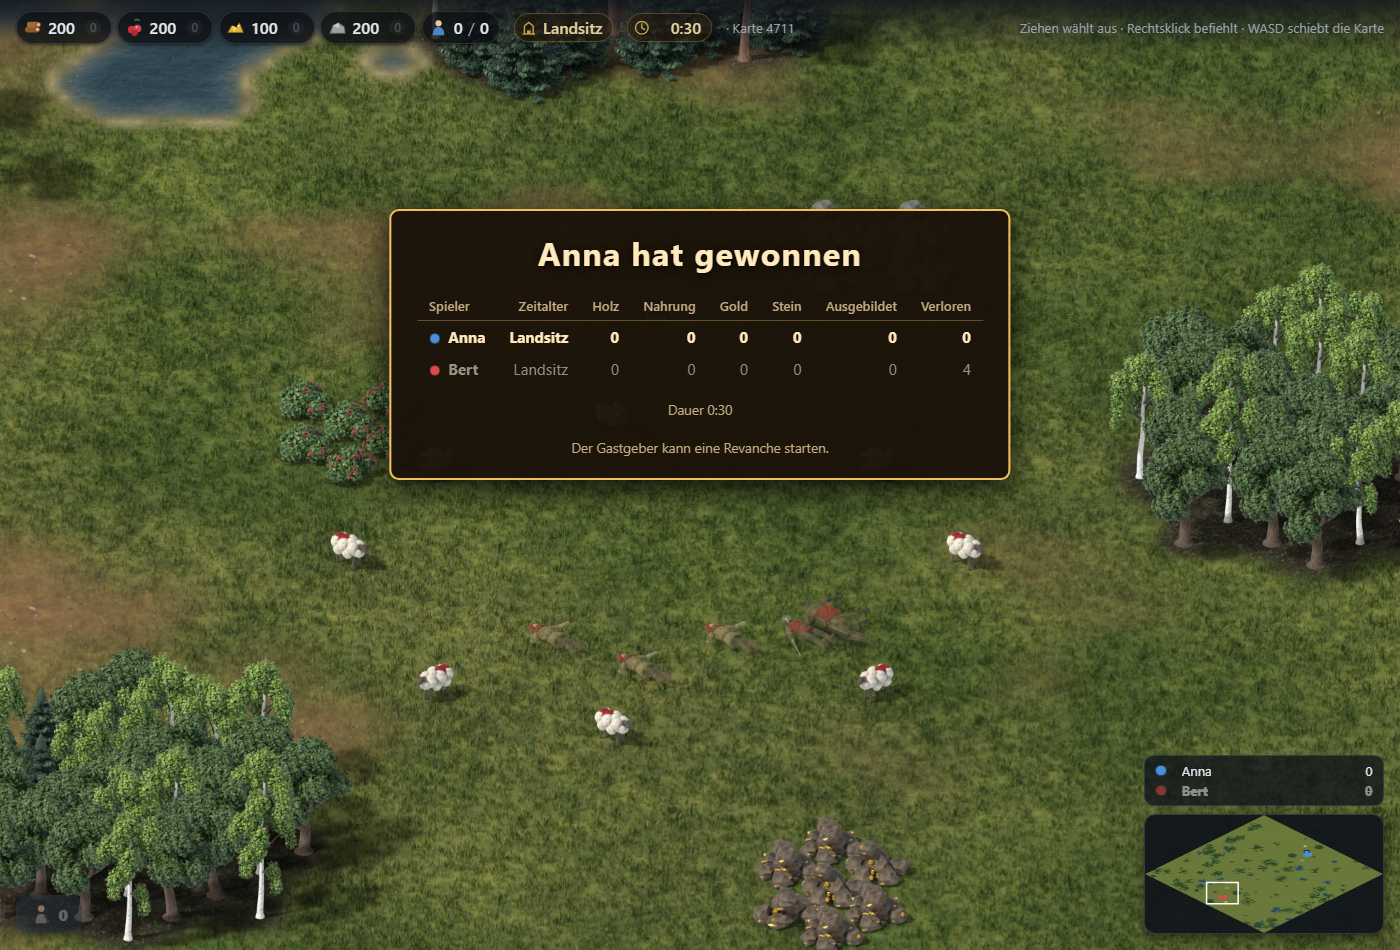 200 0 200 0 100 0 200 0 0 / 0 Landsitz 0:30 · Karte 4711 Ziehen wählt aus · Rechtsklick befiehlt · WASD schiebt die Karte
Anna hat gewonnen
Spieler Zeitalter Holz Nahrung Gold Stein Ausgebildet Verloren
Anna Landsitz 0 0 0 0 0 0
Bert Landsitz 0 0 0 0 0 4
Dauer 0:30
Der Gastgeber kann eine Revanche starten.
Anna 0
Bert 0
0